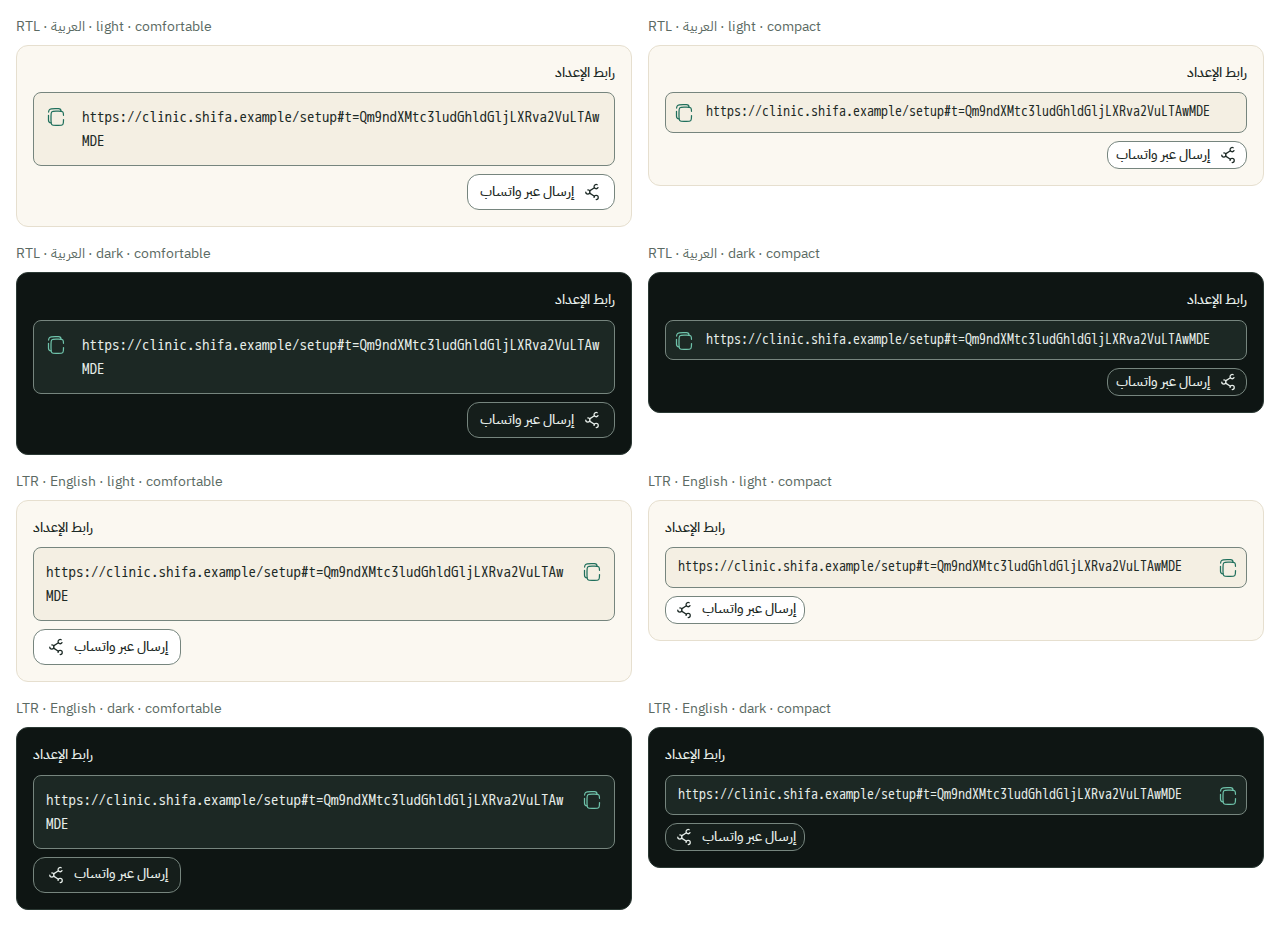 RTL · العربية · light · comfortable
رابط الإعداد
https://clinic.shifa.example/setup#t=Qm9ndXMtc3ludGhldGljLXRva2VuLTAw
MDE
إرسال عبر واتساب
RTL · العربية · light · compact
رابط الإعداد
https://clinic.shifa.example/setup#t=Qm9ndXMtc3ludGhldGljLXRva2VuLTAwMDE
إرسال عبر واتساب
RTL · العربية · dark · comfortable
رابط الإعداد
https://clinic.shifa.example/setup#t=Qm9ndXMtc3ludGhldGljLXRva2VuLTAw
MDE
إرسال عبر واتساب
RTL · العربية · dark · compact
رابط الإعداد
https://clinic.shifa.example/setup#t=Qm9ndXMtc3ludGhldGljLXRva2VuLTAwMDE
إرسال عبر واتساب
LTR · English · light · comfortable
رابط الإعداد
https://clinic.shifa.example/setup#t=Qm9ndXMtc3ludGhldGljLXRva2VuLTAw
MDE
إرسال عبر واتساب
LTR · English · light · compact
رابط الإعداد
https://clinic.shifa.example/setup#t=Qm9ndXMtc3ludGhldGljLXRva2VuLTAwMDE
إرسال عبر واتساب
LTR · English · dark · comfortable
رابط الإعداد
https://clinic.shifa.example/setup#t=Qm9ndXMtc3ludGhldGljLXRva2VuLTAw
MDE
إرسال عبر واتساب
LTR · English · dark · compact
رابط الإعداد
https://clinic.shifa.example/setup#t=Qm9ndXMtc3ludGhldGljLXRva2VuLTAwMDE
إرسال عبر واتساب